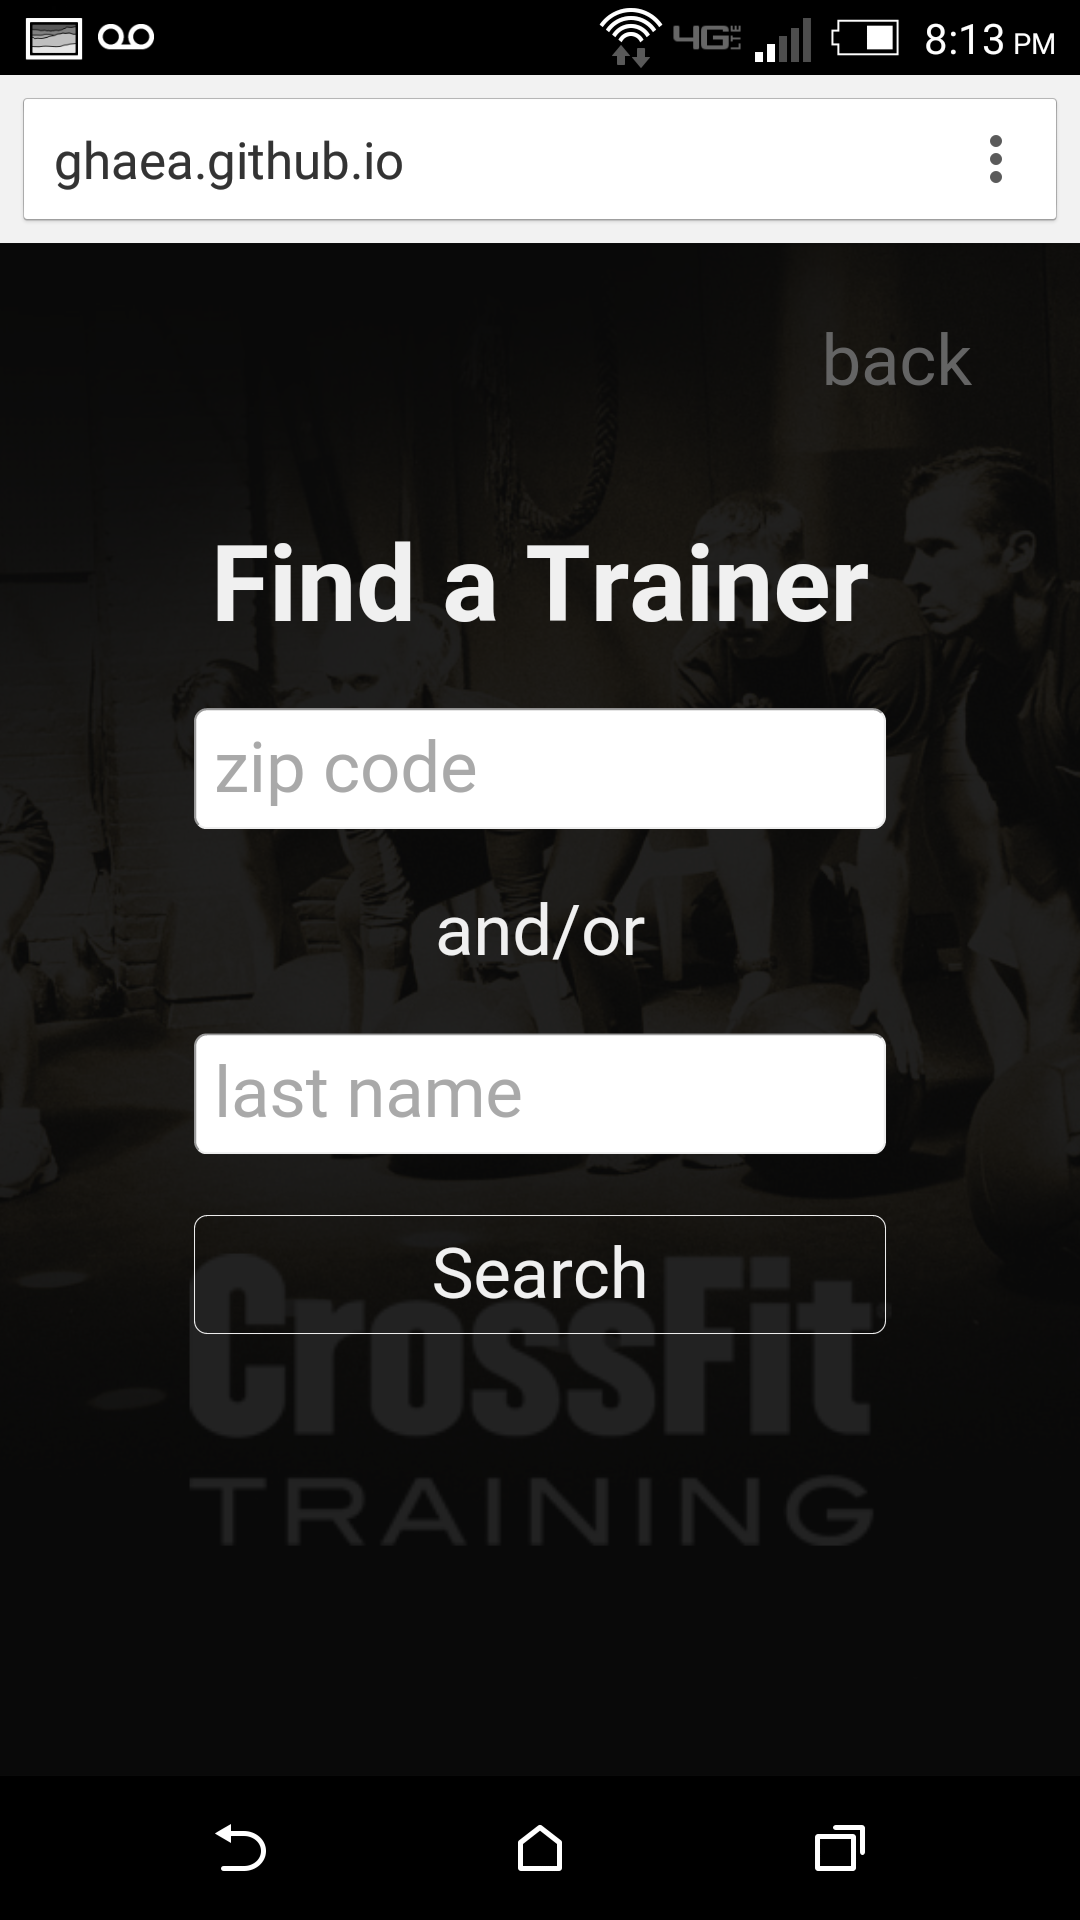 4G LTE 8:13 PM
ghaea.github.io
back
Find a Trainer
zip code
and/or
last name
Search
CrossFit
TRAINING